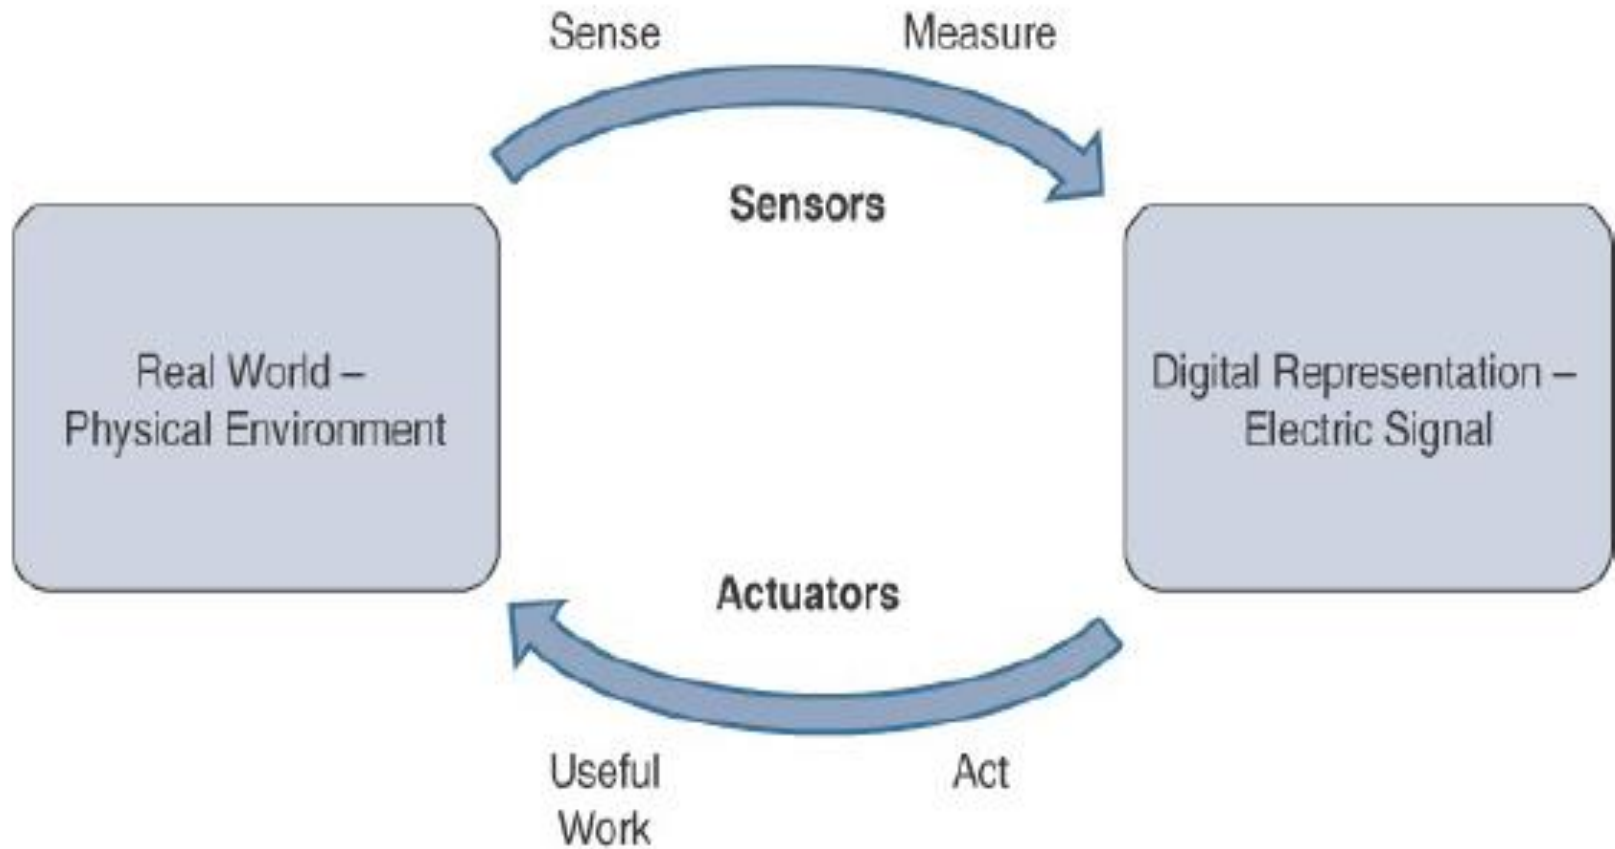 Sense Measure
Sensors
Real World –
Physical Environment
Digital Representation –
Electric Signal
Actuators
Useful
Work
Act